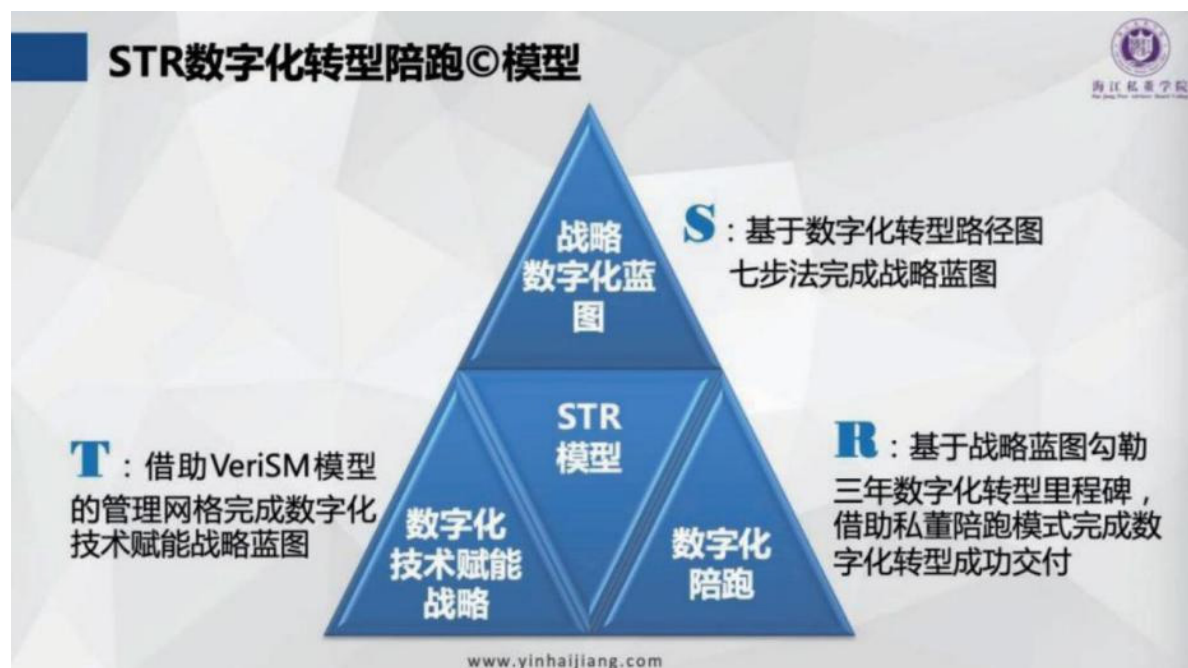 STR数字化转型陪跑©模型
海江私董学院
战略
数字化蓝
图
S：基于数字化转型路径图
七步法完成战略蓝图
STR
模型
T：借助VeriSM模型
的管理网格完成数字化
技术赋能战略蓝图
数字化
技术赋能
战略
数字化
陪跑
R：基于战略蓝图勾勒
三年数字化转型里程碑，
借助私董陪跑模式完成数
字化转型成功交付
www.yinhaijiang.com